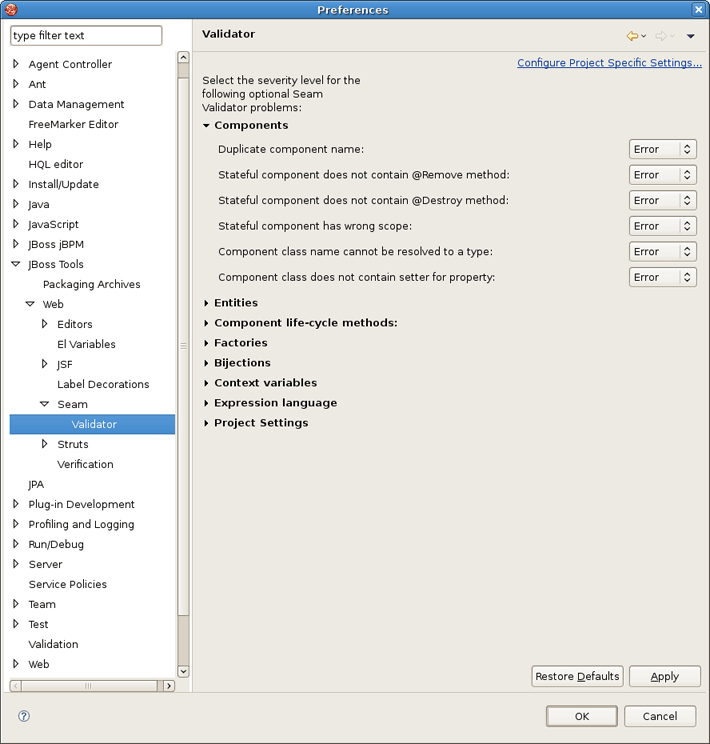 Preferences
type filter text
Agent Controller
Ant
Data Management
FreeMarker Editor
Help
HQL editor
Install/Update
Java
JavaScript
JBoss jBPM
JBoss Tools
Packaging Archives
Web
Editors
El Variables
JSF
Label Decorations
Seam
Validator
Struts
Verification
JPA
Plug-in Development
Profiling and Logging
Run/Debug
Server
Service Policies
Team
Test
Validation
Web
Validator
Configure Project Specific Settings...
Select the severity level for the
following optional Seam
Validator problems:
Components
Duplicate component name: Error
Stateful component does not contain @Remove method: Error
Stateful component does not contain @Destroy method: Error
Stateful component has wrong scope: Error
Component class name cannot be resolved to a type: Error
Component class does not contain setter for property: Error
Entities
Component life-cycle methods:
Factories
Bijections
Context variables
Expression language
Project Settings
Restore Defaults Apply
? OK Cancel